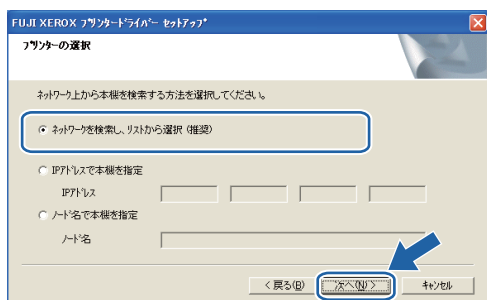 FUJI XEROX プリンタードライバー セットアップ
プリンターの選択
ネットワーク上から本機を検索する方法を選択してください。
ネットワークを検索し、リストから選択 (推奨)
IPアドレスで本機を指定
IPアドレス
ノード名で本機を指定
ノード名
< 戻る(B)
次へ(N) >
キャンセル